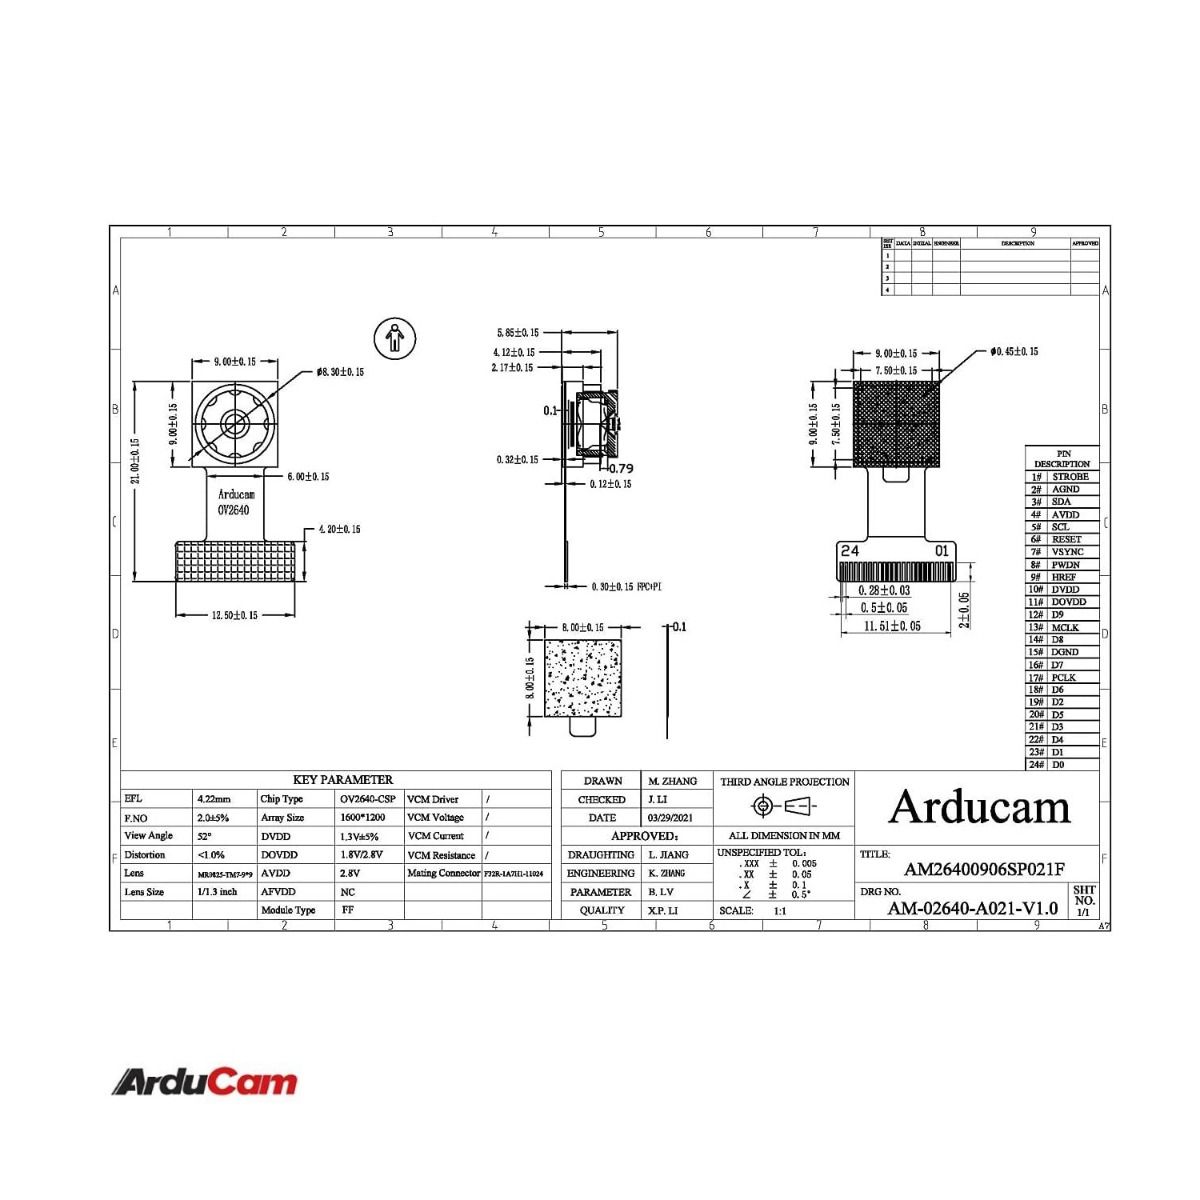 1 2 3 4 5 6 7 8 9
DATA INITIAL ENGINEER DESCRIPTION APPROVED
1
2
3
4
A A
B B
C C
D D
E E
F F
9.00±0.15
ø8.30±0.15
9.00±0.15
21.00±0.15
6.00±0.15
Arducam
OV2640
4.20±0.15
12.50±0.15
5.85±0.15
4.12±0.15
2.17±0.15
0.1
0.32±0.15
0.79
0.12±0.15
0.30±0.15 FPC+PI
8.00±0.15
0.1
8.00±0.15
9.00±0.15
ø0.45±0.15
7.50±0.15
9.00±0.15
7.50±0.15
24 01
0.28±0.03
0.5±0.05
11.51±0.05
2±0.05
PIN
DESCRIPTION
1# STROBE
2# AGND
3# SDA
4# AVDD
5# SCL
6# RESET
7# VSYNC
8# PWDN
9# HREF
10# DVDD
11# DOVDD
12# D9
13# MCLK
14# D8
15# DGND
16# D7
17# PCLK
18# D6
19# D2
20# D5
21# D3
22# D4
23# D1
24# D0
KEY PARAMETER
EFL 4.22mm Chip Type OV2640-CSP VCM Driver /
F.NO 2.0±5% Array Size 1600*1200 VCM Voltage /
View Angle 52° DVDD 1.3V±5% VCM Current /
Distortion <1.0% DOVDD 1.8V/2.8V VCM Resistance /
Lens MR0825-TM7-9*9 AVDD 2.8V Mating Connector F32R-1A7H1-11024
Lens Size 1/1.3 inch AFVDD NC
Module Type FF
DRAWN M. ZHANG
CHECKED J. LI
DATE 03/29/2021
APPROVED:
DRAUGHTING L. JIANG
ENGINEERING K. ZHANG
PARAMETER B. LV
QUALITY X.P. LI
THIRD ANGLE PROJECTION
ALL DIMENSION IN MM
UNSPECIFIED TOL:
.XXX ± 0.005
.XX ± 0.05
.X ± 0.1
∠ ± 0.5°
SCALE: 1:1
Arducam
TITLE:
AM26400906SP021F
DRG NO.
AM-02640-A021-V1.0
SHT
NO.
1/1
1 2 3 4 5 6 7 8 9
ArduCam